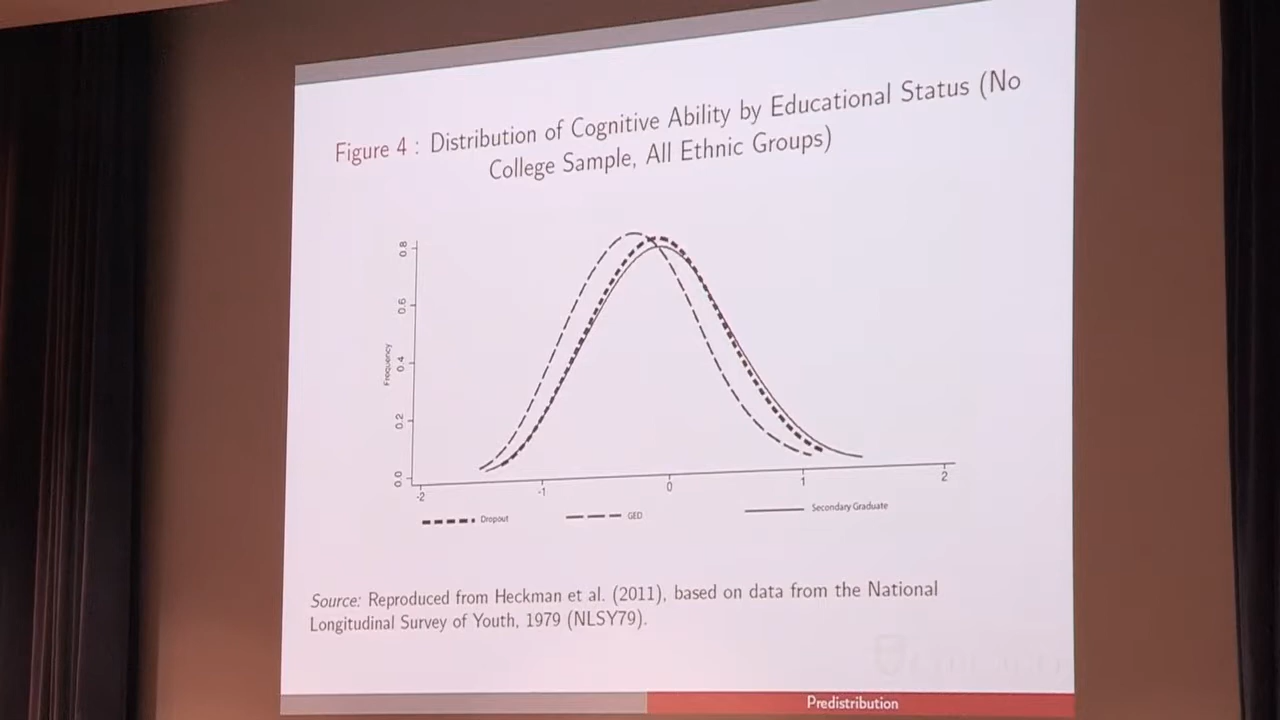 Figure 4 : Distribution of Cognitive Ability by Educational Status (No
College Sample, All Ethnic Groups)
0.8
0.6
Frequency
0.4
0.2
0.0
-2
-1
0
1
2
Dropout
GED
Secondary Graduate
Source: Reproduced from Heckman et al. (2011), based on data from the National
Longitudinal Survey of Youth, 1979 (NLSY79).
Predistribution